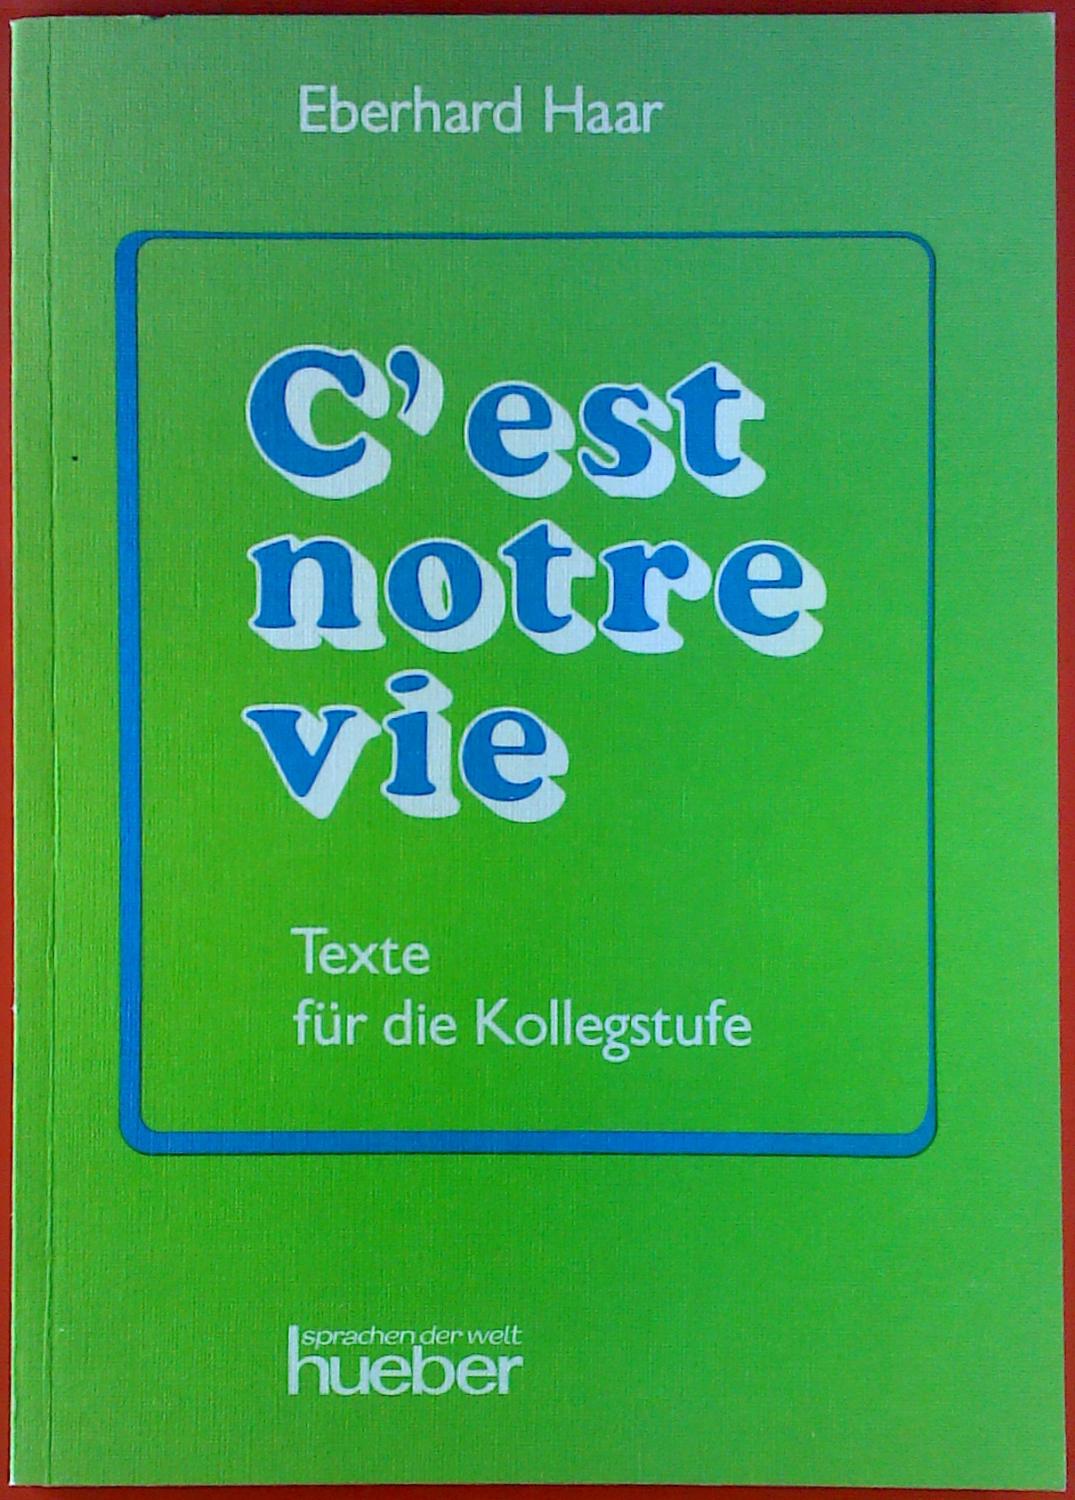 Eberhard Haar
C'est
notre
vie
Texte
für die Kollegstufe
sprachen der welt
hueber